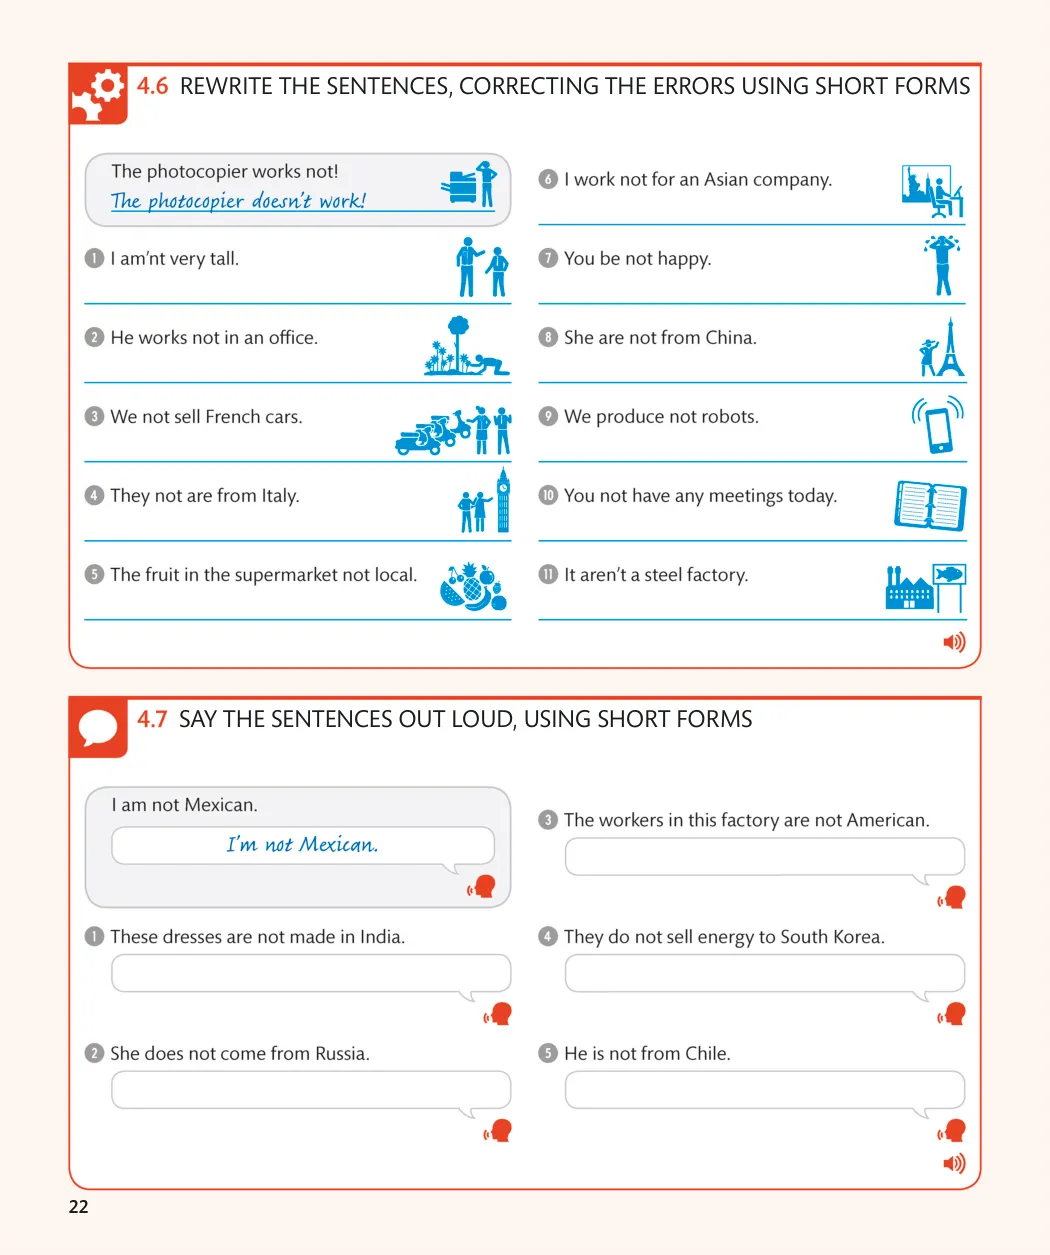 4.6 REWRITE THE SENTENCES, CORRECTING THE ERRORS USING SHORT FORMS
The photocopier works not!
The photocopier doesn't work!
1 I am'nt very tall.
2 He works not in an office.
3 We not sell French cars.
4 They not are from Italy.
5 The fruit in the supermarket not local.
6 I work not for an Asian company.
7 You be not happy.
8 She are not from China.
9 We produce not robots.
10 You not have any meetings today.
11 It aren't a steel factory.
4.7 SAY THE SENTENCES OUT LOUD, USING SHORT FORMS
I am not Mexican.
I'm not Mexican.
1 These dresses are not made in India.
2 She does not come from Russia.
3 The workers in this factory are not American.
4 They do not sell energy to South Korea.
5 He is not from Chile.
22